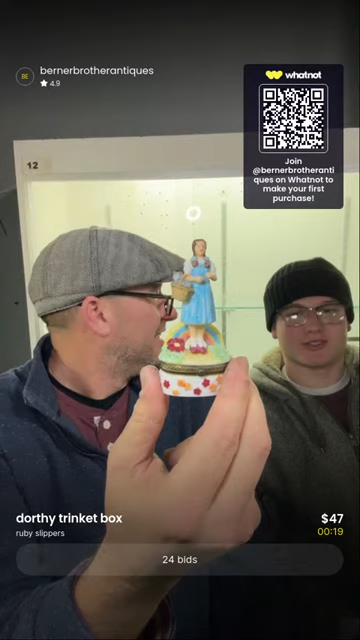 BE
bernerbrotherantiques
★ 4.9
whatnot
Join
@bernerbrotheranti
ques on Whatnot to
make your first
purchase!
12
dorthy trinket box
$47
ruby slippers
00:19
24 bids